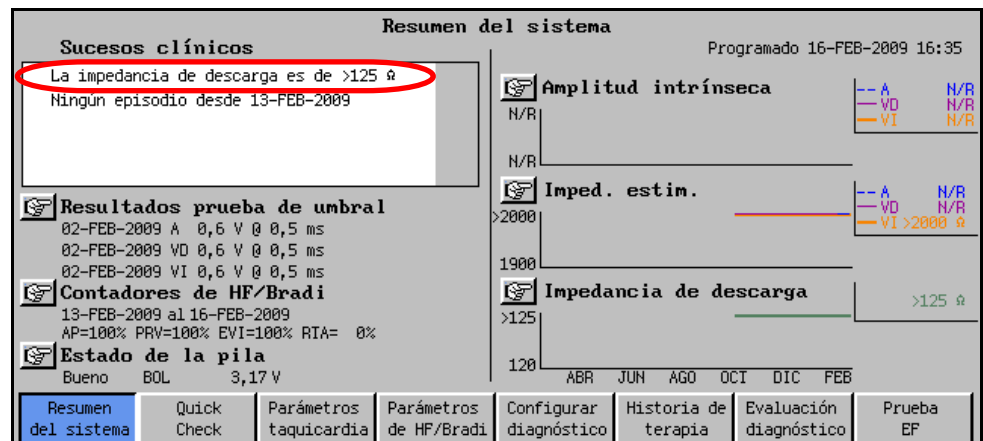 Resumen del sistema
Sucesos clínicos
Programado 16-FEB-2009 16:35
La impedancia de descarga es de >125 Ω
Ningún episodio desde 13-FEB-2009
Resultados prueba de umbral
02-FEB-2009 A 0,6 V @ 0,5 ms
02-FEB-2009 VD 0,6 V @ 0,5 ms
02-FEB-2009 VI 0,6 V @ 0,5 ms
Contadores de HF/Bradi
13-FEB-2009 al 16-FEB-2009
AP=100% PRV=100% EVI=100% RTA= 0%
Estado de la pila
Bueno BOL 3,17 V
Amplitud intrínseca
N/R
N/R
A N/R
VD N/R
VI N/R
Imped. estim.
>2000
1900
A N/R
VD N/R
VI >2000 Ω
Impedancia de descarga
>125
120
>125 Ω
ABR JUN AGO OCT DIC FEB
Resumen del sistema
Quick Check
Parámetros taquicardia
Parámetros de HF/Bradi
Configurar diagnóstico
Historia de terapia
Evaluación diagnóstico
Prueba EF